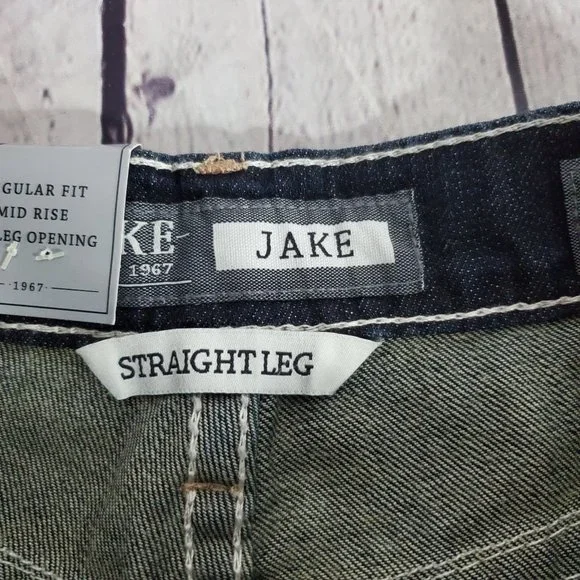 GULAR FIT
MID RISE
LEG OPENING
·1967·
KE
1967
JAKE
STRAIGHT LEG